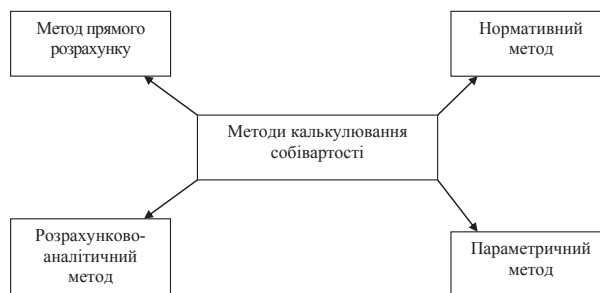 Метод прямого
розрахунку
Нормативний
метод
Методи калькулювання
собівартості
Розрахунково-
аналітичний
метод
Параметричний
метод